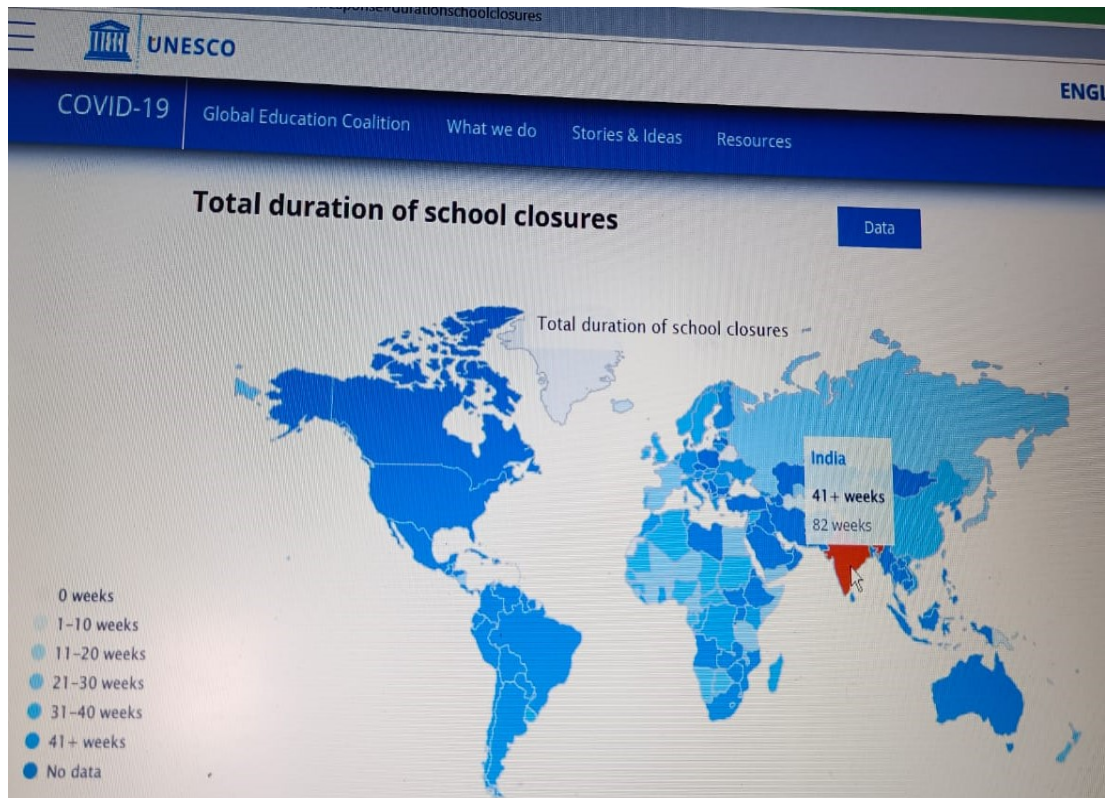 durationschoolclosures
UNESCO
ENGL
COVID-19
Global Education Coalition
What we do
Stories & Ideas
Resources
Total duration of school closures
Data
Total duration of school closures
India
41+ weeks
82 weeks
0 weeks
1-10 weeks
11-20 weeks
21-30 weeks
31-40 weeks
41+ weeks
No data